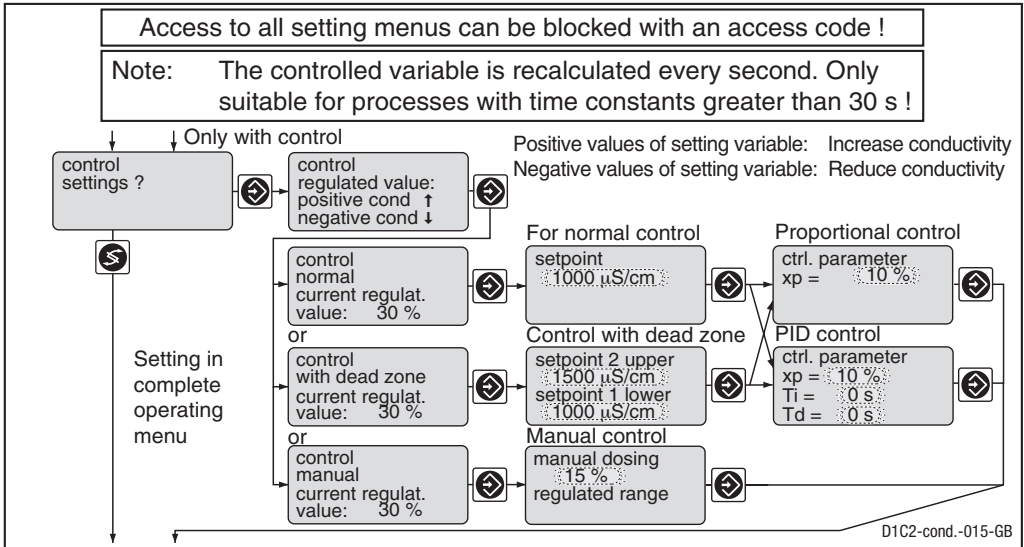 Access to all setting menus can be blocked with an access code !
Note: The controlled variable is recalculated every second. Only
suitable for processes with time constants greater than 30 s !
Only with control
Positive values of setting variable: Increase conductivity
Negative values of setting variable: Reduce conductivity
control
settings ?
control
regulated value:
positive cond ↑
negative cond ↓
For normal control
Proportional control
control
normal
current regulat.
value: 30 %
setpoint
1000 µS/cm
ctrl. parameter
xp = 10 %
or
Control with dead zone
PID control
Setting in
complete
operating
menu
control
with dead zone
current regulat.
value: 30 %
setpoint 2 upper
1500 µS/cm
setpoint 1 lower
1000 µS/cm
ctrl. parameter
xp = 10 %
Ti = 0 s
Td = 0 s
or
Manual control
control
manual
current regulat.
value: 30 %
manual dosing
15 %
regulated range
D1C2-cond.-015-GB